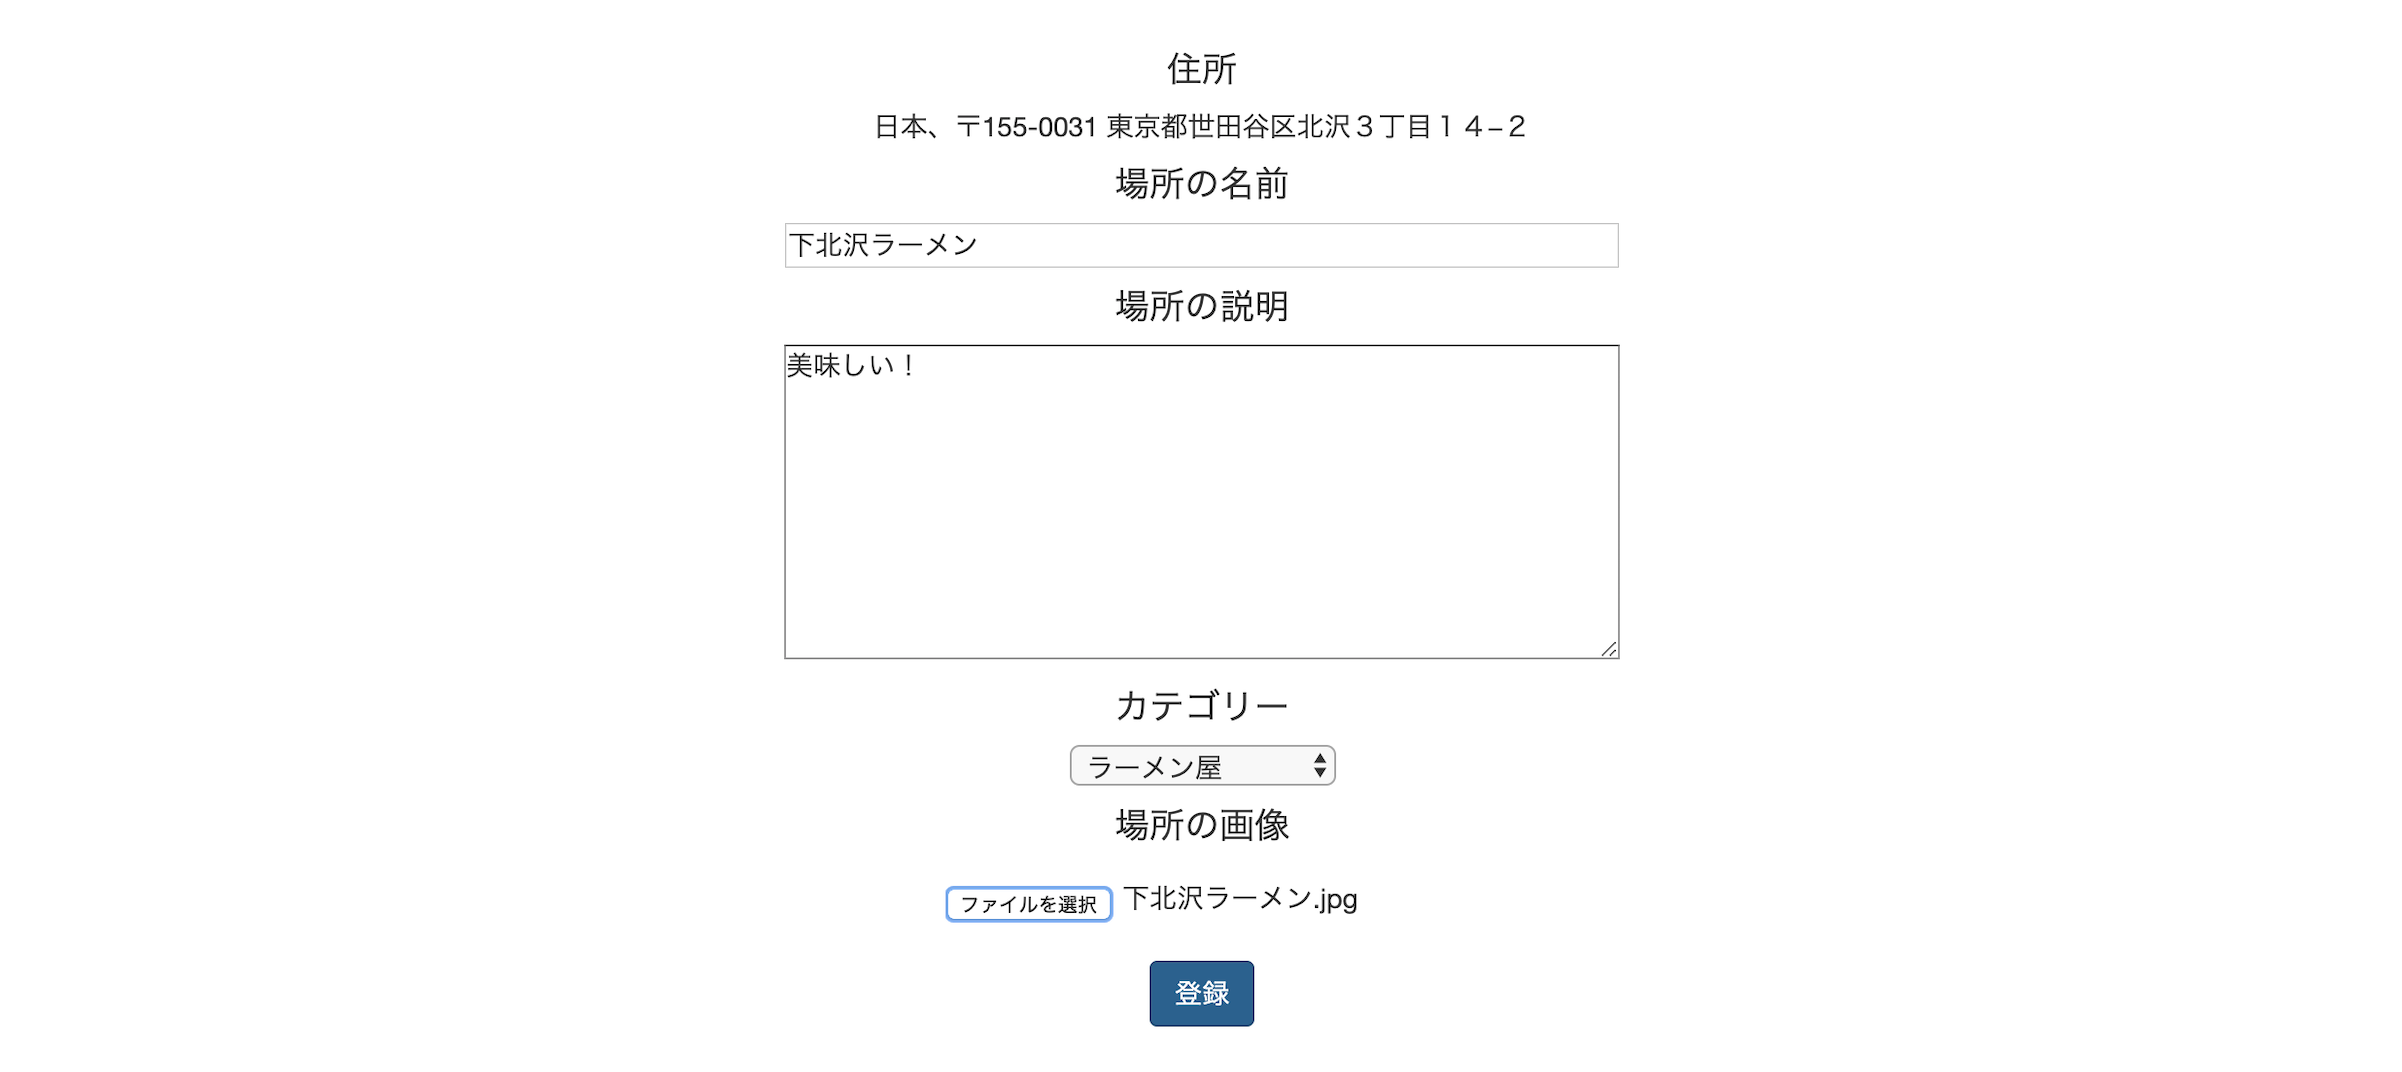 住所
日本、〒155-0031 東京都世田谷区北沢３丁目１４−２
場所の名前
下北沢ラーメン
場所の説明
美味しい！
カテゴリー
ラーメン屋
場所の画像
ファイルを選択 下北沢ラーメン.jpg
登録